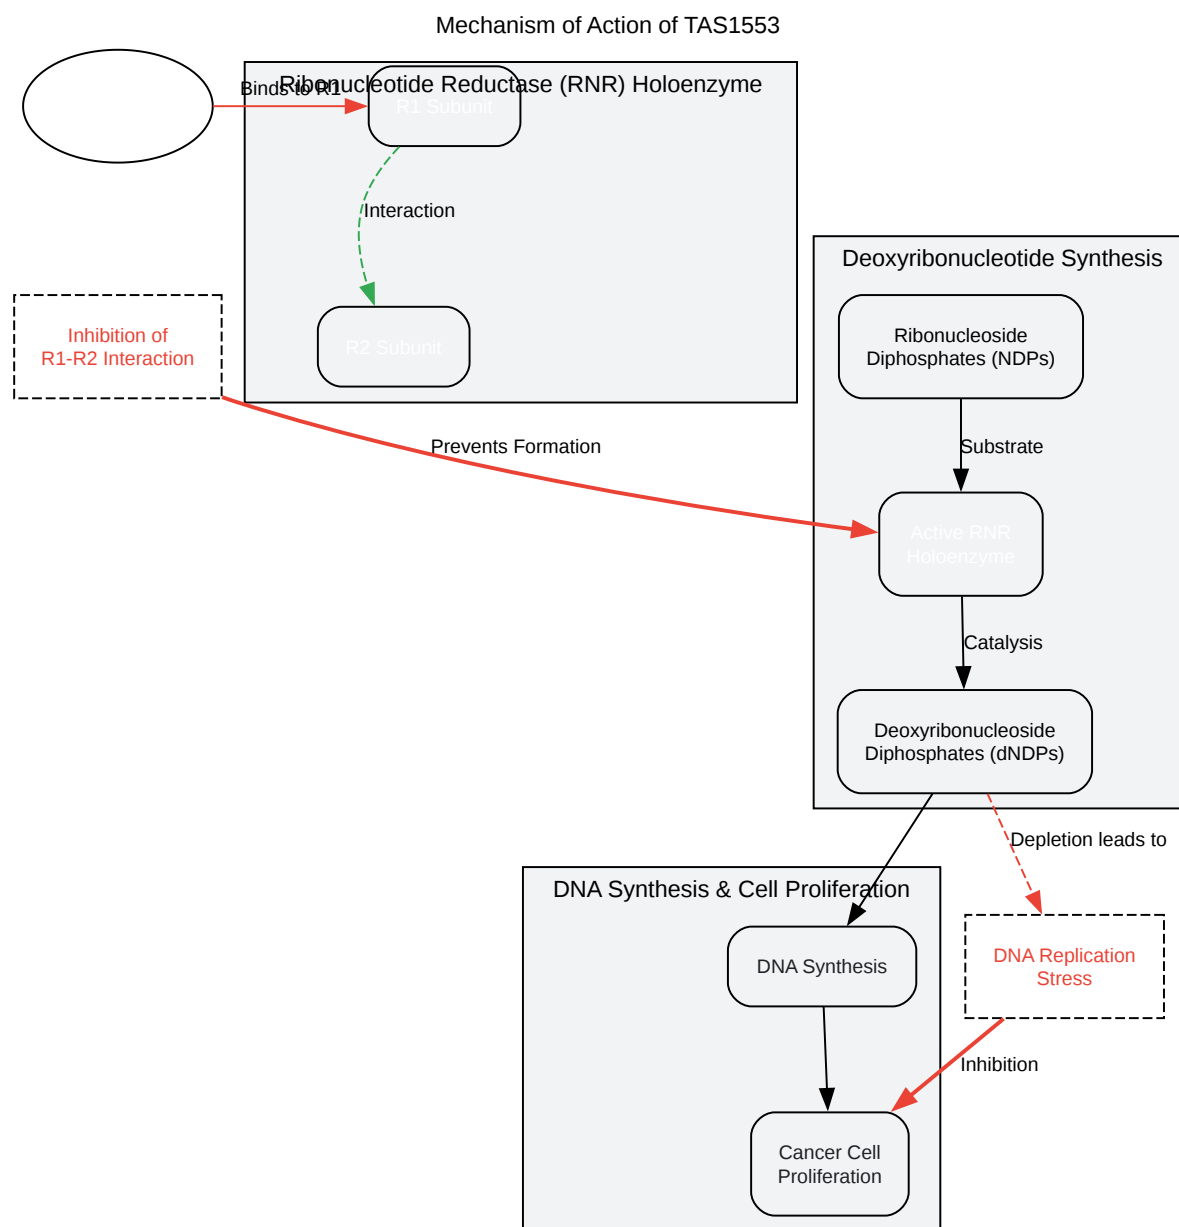 Mechanism of Action of TAS1553
Ribonucleotide Reductase (RNR) Holoenzyme
Binds to R1
R1 Subunit
Interaction
R2 Subunit
Inhibition of
R1-R2 Interaction
Prevents Formation
Deoxyribonucleotide Synthesis
Ribonucleoside
Diphosphates (NDPs)
Substrate
Active RNR
Holoenzyme
Catalysis
Deoxyribonucleoside
Diphosphates (dNDPs)
Depletion leads to
DNA Synthesis & Cell Proliferation
DNA Synthesis
DNA Replication
Stress
Inhibition
Cancer Cell
Proliferation